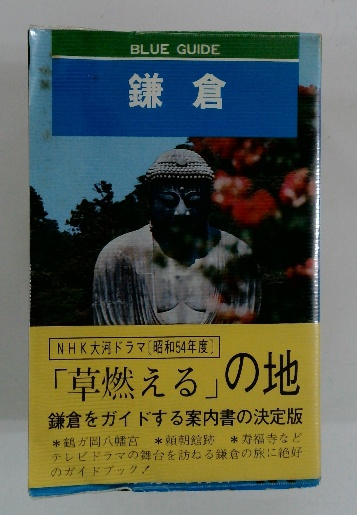 BLUE GUIDE
鎌倉
NHK大河ドラマ〔昭和54年度〕
「草燃える」の地
鎌倉をガイドする案内書の決定版
＊鶴が岡八幡宮　＊頼朝館跡　＊寿福寺など
テレビドラマの舞台を訪ねる鎌倉の旅に絶好
のガイドブック！